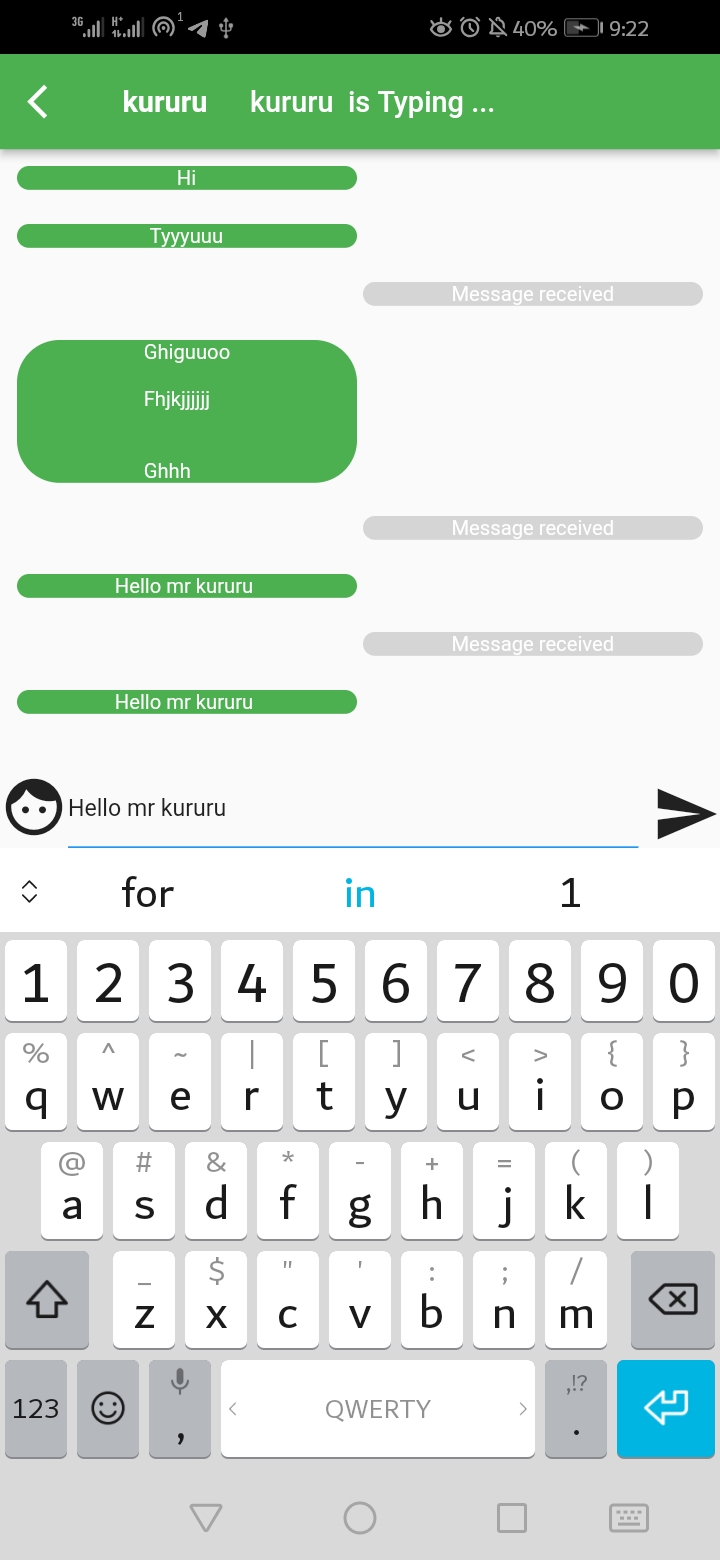 3G H+ 1 40% 9:22
kururu kururu is Typing ...
Hi
Tyyyuuu
Message received
Ghiguuoo
Fhjkjjjjjj
Ghhh
Message received
Hello mr kururu
Message received
Hello mr kururu
Hello mr kururu
for in 1
1 2 3 4 5 6 7 8 9 0
% ^ ~ | [ ] < > { }
q w e r t y u i o p
@ # & * - + = ( )
a s d f g h j k l
_ $ " ' : ; /
z x c v b n m
,!?
123 , < QWERTY > .